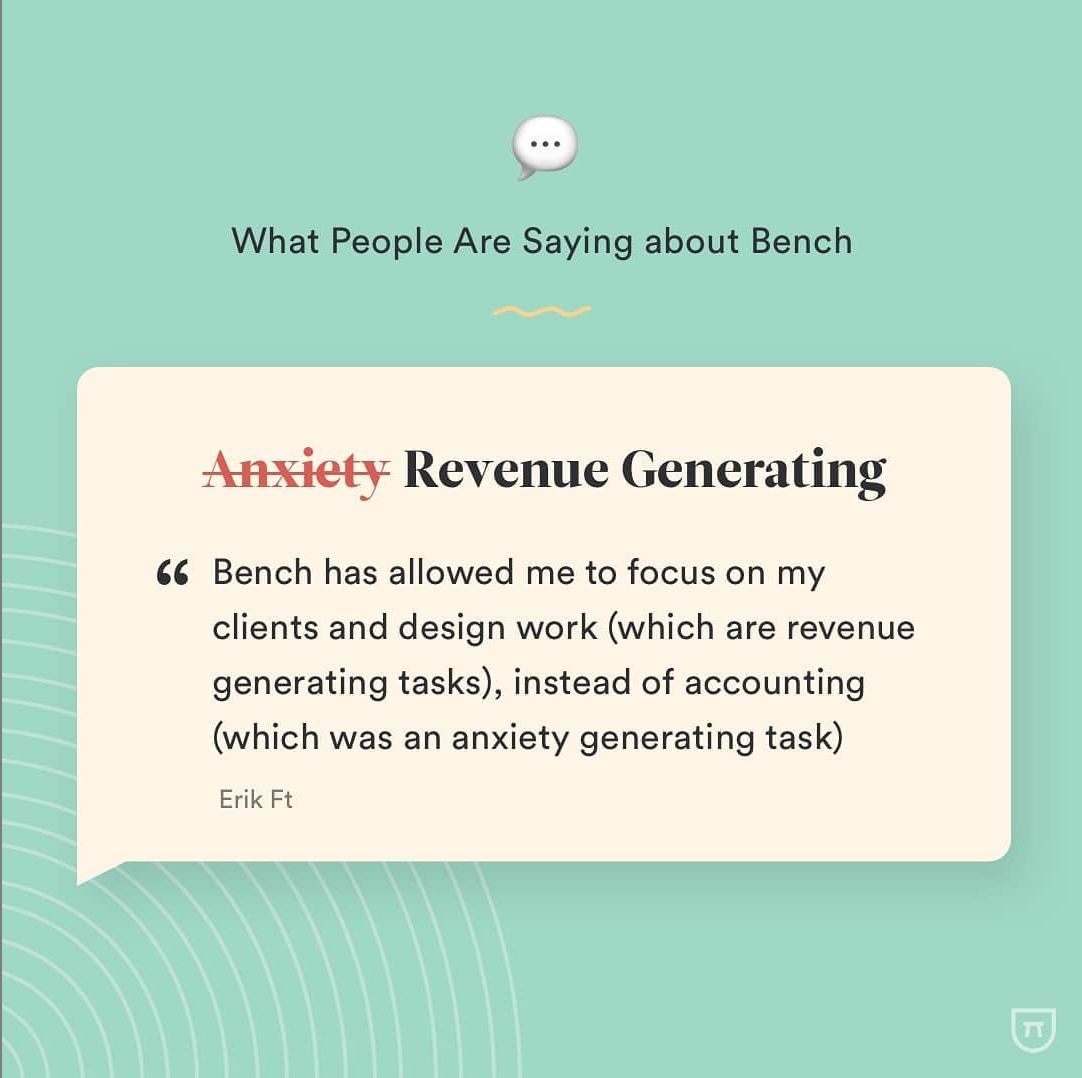 What People Are Saying about Bench
Anxiety Revenue Generating
“ Bench has allowed me to focus on my
clients and design work (which are revenue
generating tasks), instead of accounting
(which was an anxiety generating task)
Erik Ft